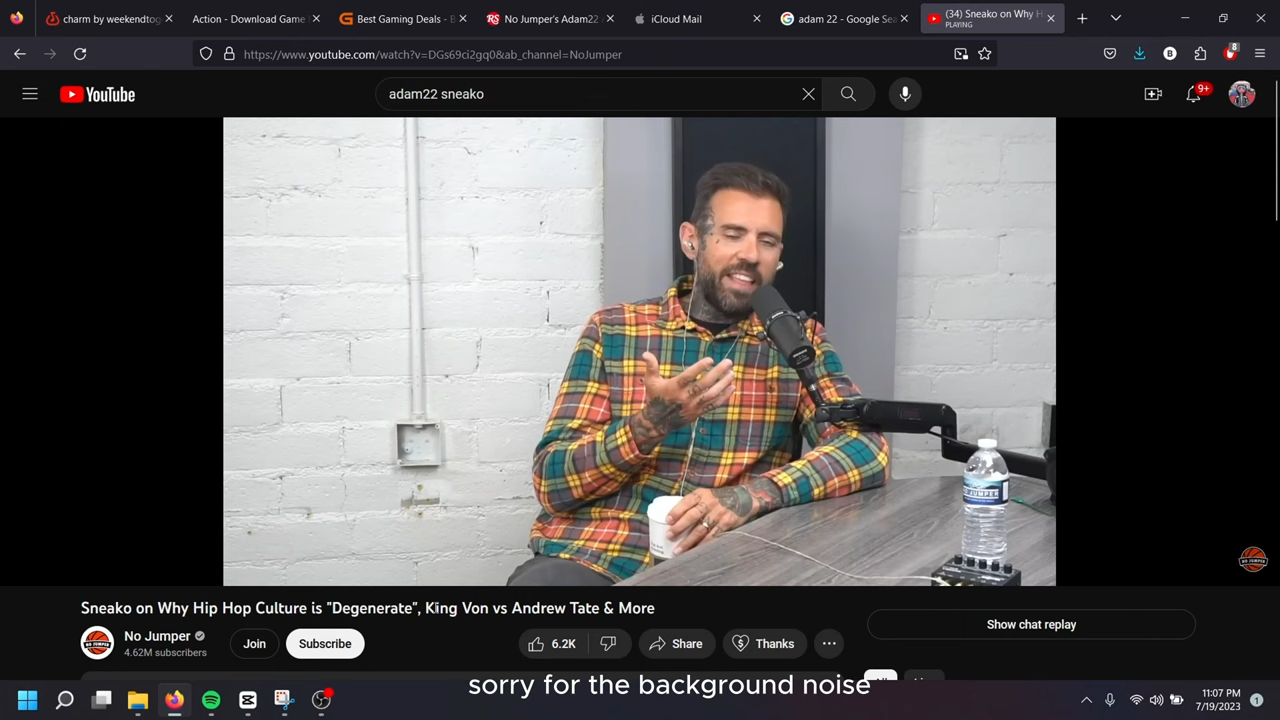 charm by weekendtog
Action - Download Game
Best Gaming Deals - B
No Jumper's Adam22
iCloud Mail
adam 22 - Google Sea
(34) Sneako on Why H
PLAYING
https://www.youtube.com/watch?v=DGs69ci2gq0&ab_channel=NoJumper
B
8
YouTube
adam22 sneako
9+
NO JUMPER
Sneako on Why Hip Hop Culture is "Degenerate", King Von vs Andrew Tate & More
No Jumper
4.62M subscribers
Join
Subscribe
6.2K
Share
Thanks
Show chat replay
sorry for the background noise
11:07 PM
7/19/2023
1